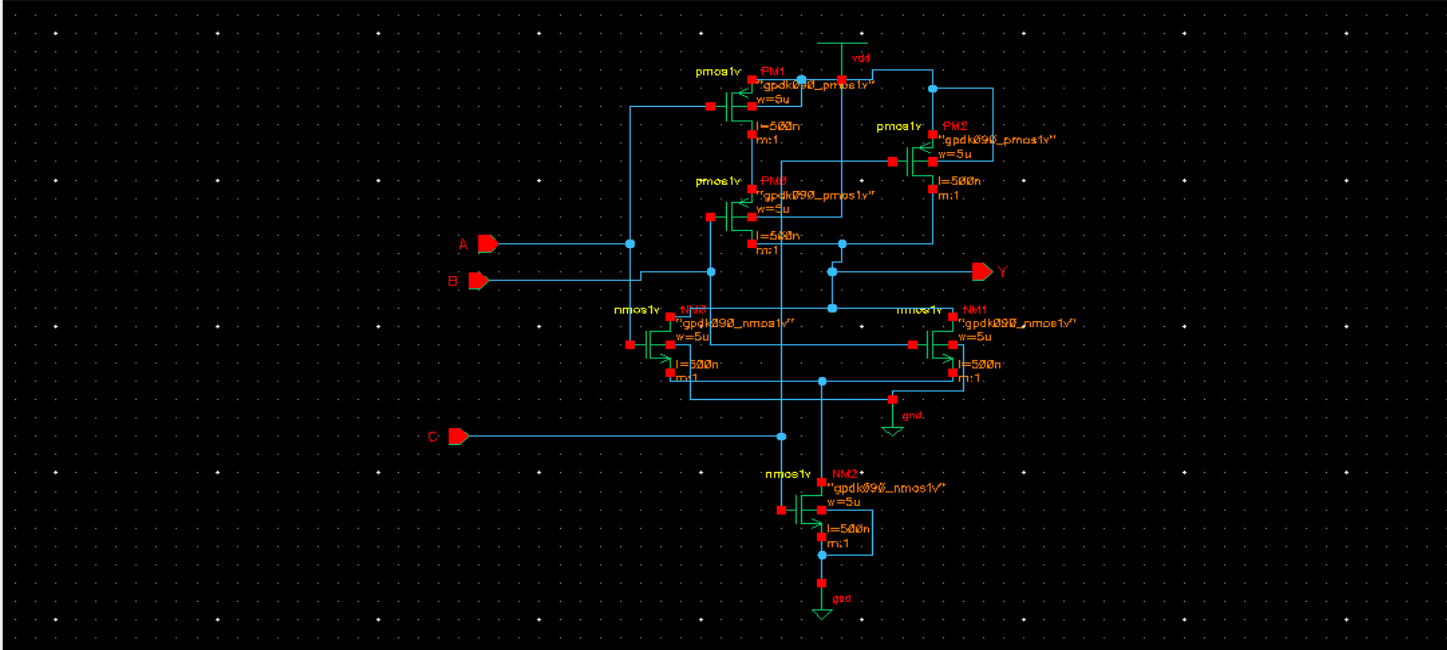 vdd
pmos1v PM1
"gpdk090_pmos1v"
w=5u
l=500n
m:1
pmos1v PM2
"gpdk090_pmos1v"
w=5u
l=500n
m:1
pmos1v PM0
"gpdk090_pmos1v"
w=5u
l=500n
m:1
A
B
Y
nmos1v NM0
"gpdk090_nmos1v"
w=5u
l=500n
m:1
nmos1v NM1
"gpdk090_nmos1v"
w=5u
l=500n
m:1
gnd
C
nmos1v NM2
"gpdk090_nmos1v"
w=5u
l=500n
m:1
gnd